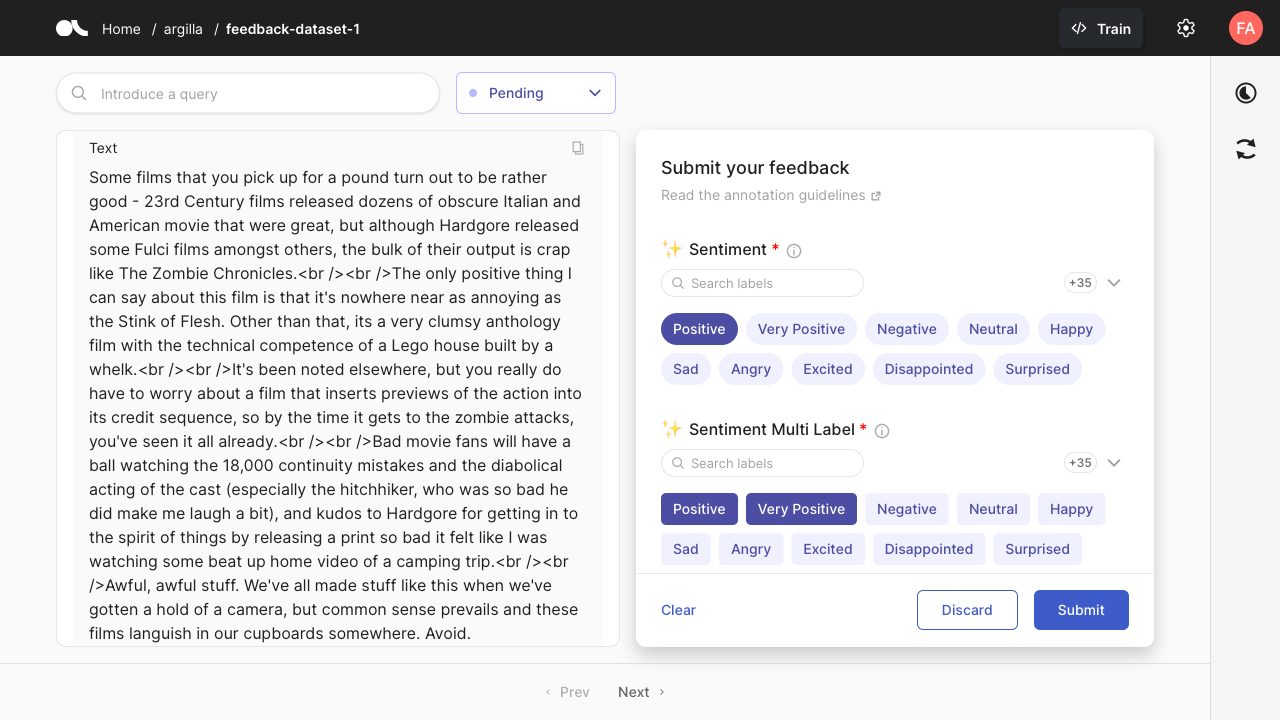 Home / argilla / feedback-dataset-1
</> Train
FA
Introduce a query
Pending
Text
Some films that you pick up for a pound turn out to be rather
good - 23rd Century films released dozens of obscure Italian and
American movie that were great, but although Hardgore released
some Fulci films amongst others, the bulk of their output is crap
like The Zombie Chronicles.<br /><br />The only positive thing I
can say about this film is that it's nowhere near as annoying as
the Stink of Flesh. Other than that, its a very clumsy anthology
film with the technical competence of a Lego house built by a
whelk.<br /><br />It's been noted elsewhere, but you really do
have to worry about a film that inserts previews of the action into
its credit sequence, so by the time it gets to the zombie attacks,
you've seen it all already.<br /><br />Bad movie fans will have a
ball watching the 18,000 continuity mistakes and the diabolical
acting of the cast (especially the hitchhiker, who was so bad he
did make me laugh a bit), and kudos to Hardgore for getting in to
the spirit of things by releasing a print so bad it felt like I was
watching some beat up home video of a camping trip.<br /><br
/>Awful, awful stuff. We've all made stuff like this when we've
gotten a hold of a camera, but common sense prevails and these
films languish in our cupboards somewhere. Avoid.
Submit your feedback
Read the annotation guidelines
✨ Sentiment *
Search labels
+35
Positive Very Positive Negative Neutral Happy
Sad Angry Excited Disappointed Surprised
✨ Sentiment Multi Label *
Search labels
+35
Positive Very Positive Negative Neutral Happy
Sad Angry Excited Disappointed Surprised
Clear
Discard
Submit
Prev
Next